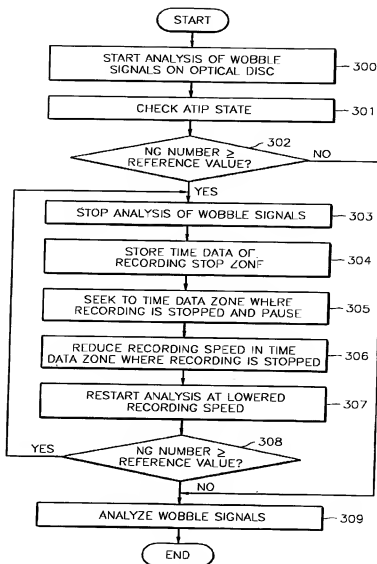 START
START ANALYSIS OF WOBBLE
SIGNALS ON OPTICAL DISC
300
CHECK ATIP STATE
301
302
NG NUMBER ≥
REFERENCE VALUE?
NO
YES
STOP ANALYSIS OF WOBBLE SIGNALS
303
STORE TIME DATA OF
RECORDING STOP ZONE
304
SEEK TO TIME DATA ZONE WHERE
RECORDING IS STOPPED AND PAUSE
305
REDUCE RECORDING SPEED IN TIME
DATA ZONE WHERE RECORDING IS STOPPED
306
RESTART ANALYSIS AT LOWERED
RECORDING SPEED
307
308
YES
NG NUMBER ≥
REFERENCE VALUE?
NO
ANALYZE WOBBLE SIGNALS
309
END